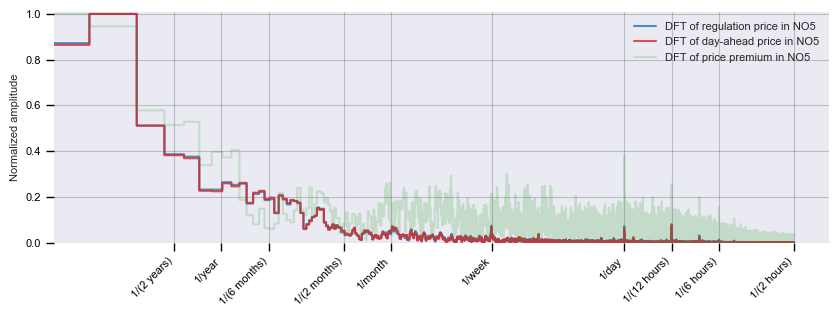 1.0
0.8
0.6
0.4
0.2
0.0
Normalized amplitude
DFT of regulation price in NO5
DFT of day-ahead price in NO5
DFT of price premium in NO5
1/(2 years)
1/year
1/(6 months)
1/(2 months)
1/month
1/week
1/day
1/(12 hours)
1/(6 hours)
1/(2 hours)